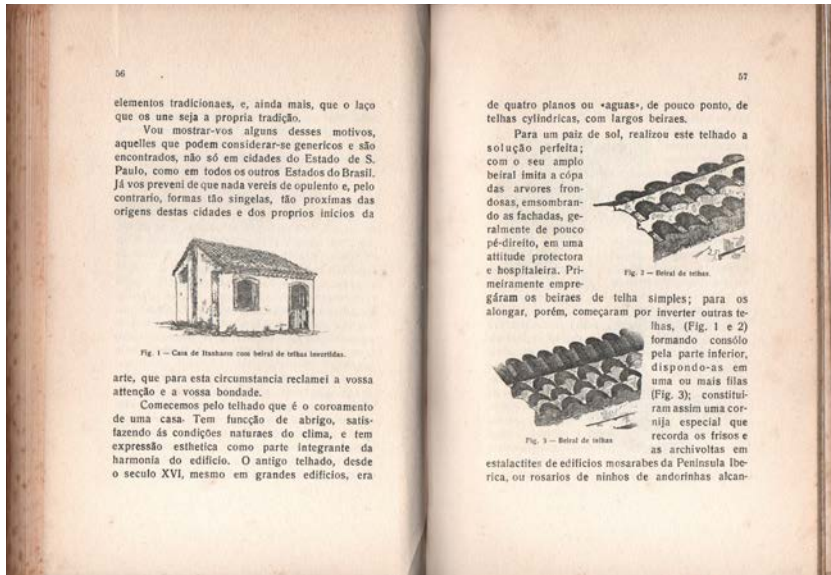 56
elementos tradicionaes, e, ainda mais, que o laço
que os une seja a propria tradição.
Vou mostrar-vos alguns desses motivos,
aquelles que podem considerar-se genericos e são
encontrados, não só em cidades do Estado de S.
Paulo, como em todos os outros Estados do Brasil.
Já vos preveni de que nada vereis de opulento e, pelo
contrario, formas tão singelas, tão proximas das
origens destas cidades e dos proprios inicios da
Fig. 1 — Casa de Itanhaen com beiral de telhas invertidas.
arte, que para esta circumstancia reclamei a vossa
attenção e a vossa bondade.
Comecemos pelo telhado que é o coroamento
de uma casa. Tem funcção de abrigo, satis-
fazendo ás condições naturaes do clima, e tem
expressão esthetica como parte integrante da
harmonia do edificio. O antigo telhado, desde
o seculo XVI, mesmo em grandes edificios, era
57
de quatro planos ou «aguas», de pouco ponto, de
telhas cylindricas, com largos beiraes.
Para um paiz de sol, realizou este telhado a
solução perfeita;
com o seu amplo
beiral imita a cópa
das arvores fron-
dosas, emsombran-
do as fachadas, ge-
ralmente de pouco
pé-direito, em uma
attitude protectora
e hospitaleira. Pri-
meiramente empre-
Fig. 2 — Beiral de telhas.
gáram os beiraes de telha simples; para os
alongar, porém, começaram por inverter outras te-
lhas, (Fig. 1 e 2)
formando consólo
pela parte inferior,
dispondo-as em
uma ou mais filas
(Fig. 3); constitui-
ram assim uma cor-
nija especial que
recorda os frisos e
as archivoltas em
Fig. 3 — Beiral de telhas
estalactites de edificios mosarabes da Peninsula Ibe-
rica, ou rosarios de ninhos de andorinhas alcan-